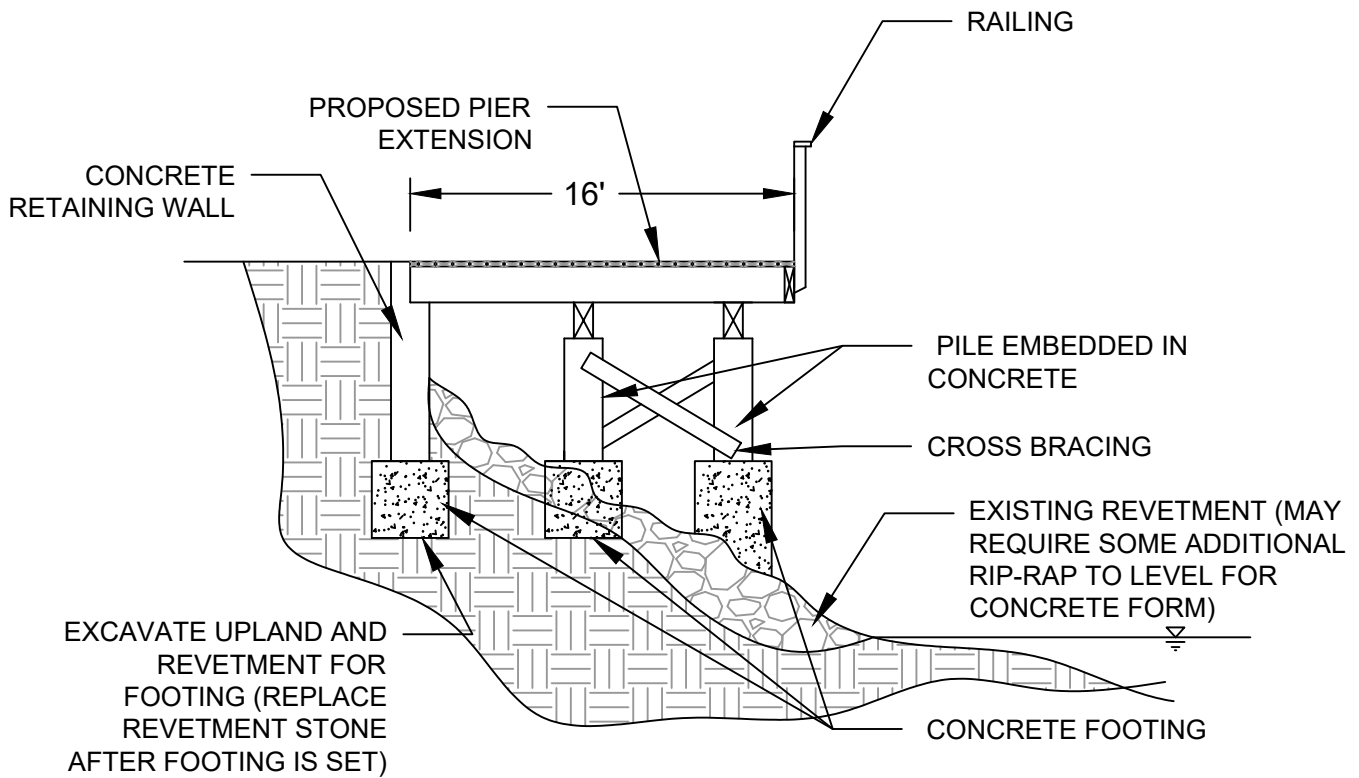 RAILING
PROPOSED PIER
EXTENSION
CONCRETE
RETAINING WALL
16'
PILE EMBEDDED IN
CONCRETE
CROSS BRACING
EXISTING REVETMENT (MAY
REQUIRE SOME ADDITIONAL
RIP-RAP TO LEVEL FOR
CONCRETE FORM)
EXCAVATE UPLAND AND
REVETMENT FOR
FOOTING (REPLACE
REVETMENT STONE
AFTER FOOTING IS SET)
CONCRETE FOOTING